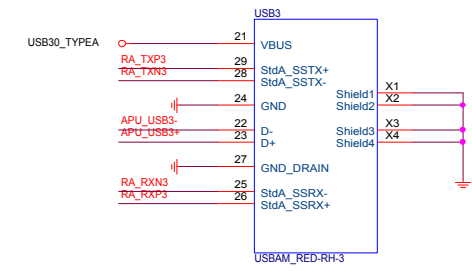 USB3
USB30_TYPEA
21
VBUS
RA_TXP3
29
StdA_SSTX+
RA_TXN3
28
StdA_SSTX-
X1
Shield1
24
GND
X2
Shield2
APU_USB3-
22
D-
X3
Shield3
APU_USB3+
23
D+
X4
Shield4
27
GND_DRAIN
RA_RXN3
25
StdA_SSRX-
RA_RXP3
26
StdA_SSRX+
USBAM_RED-RH-3